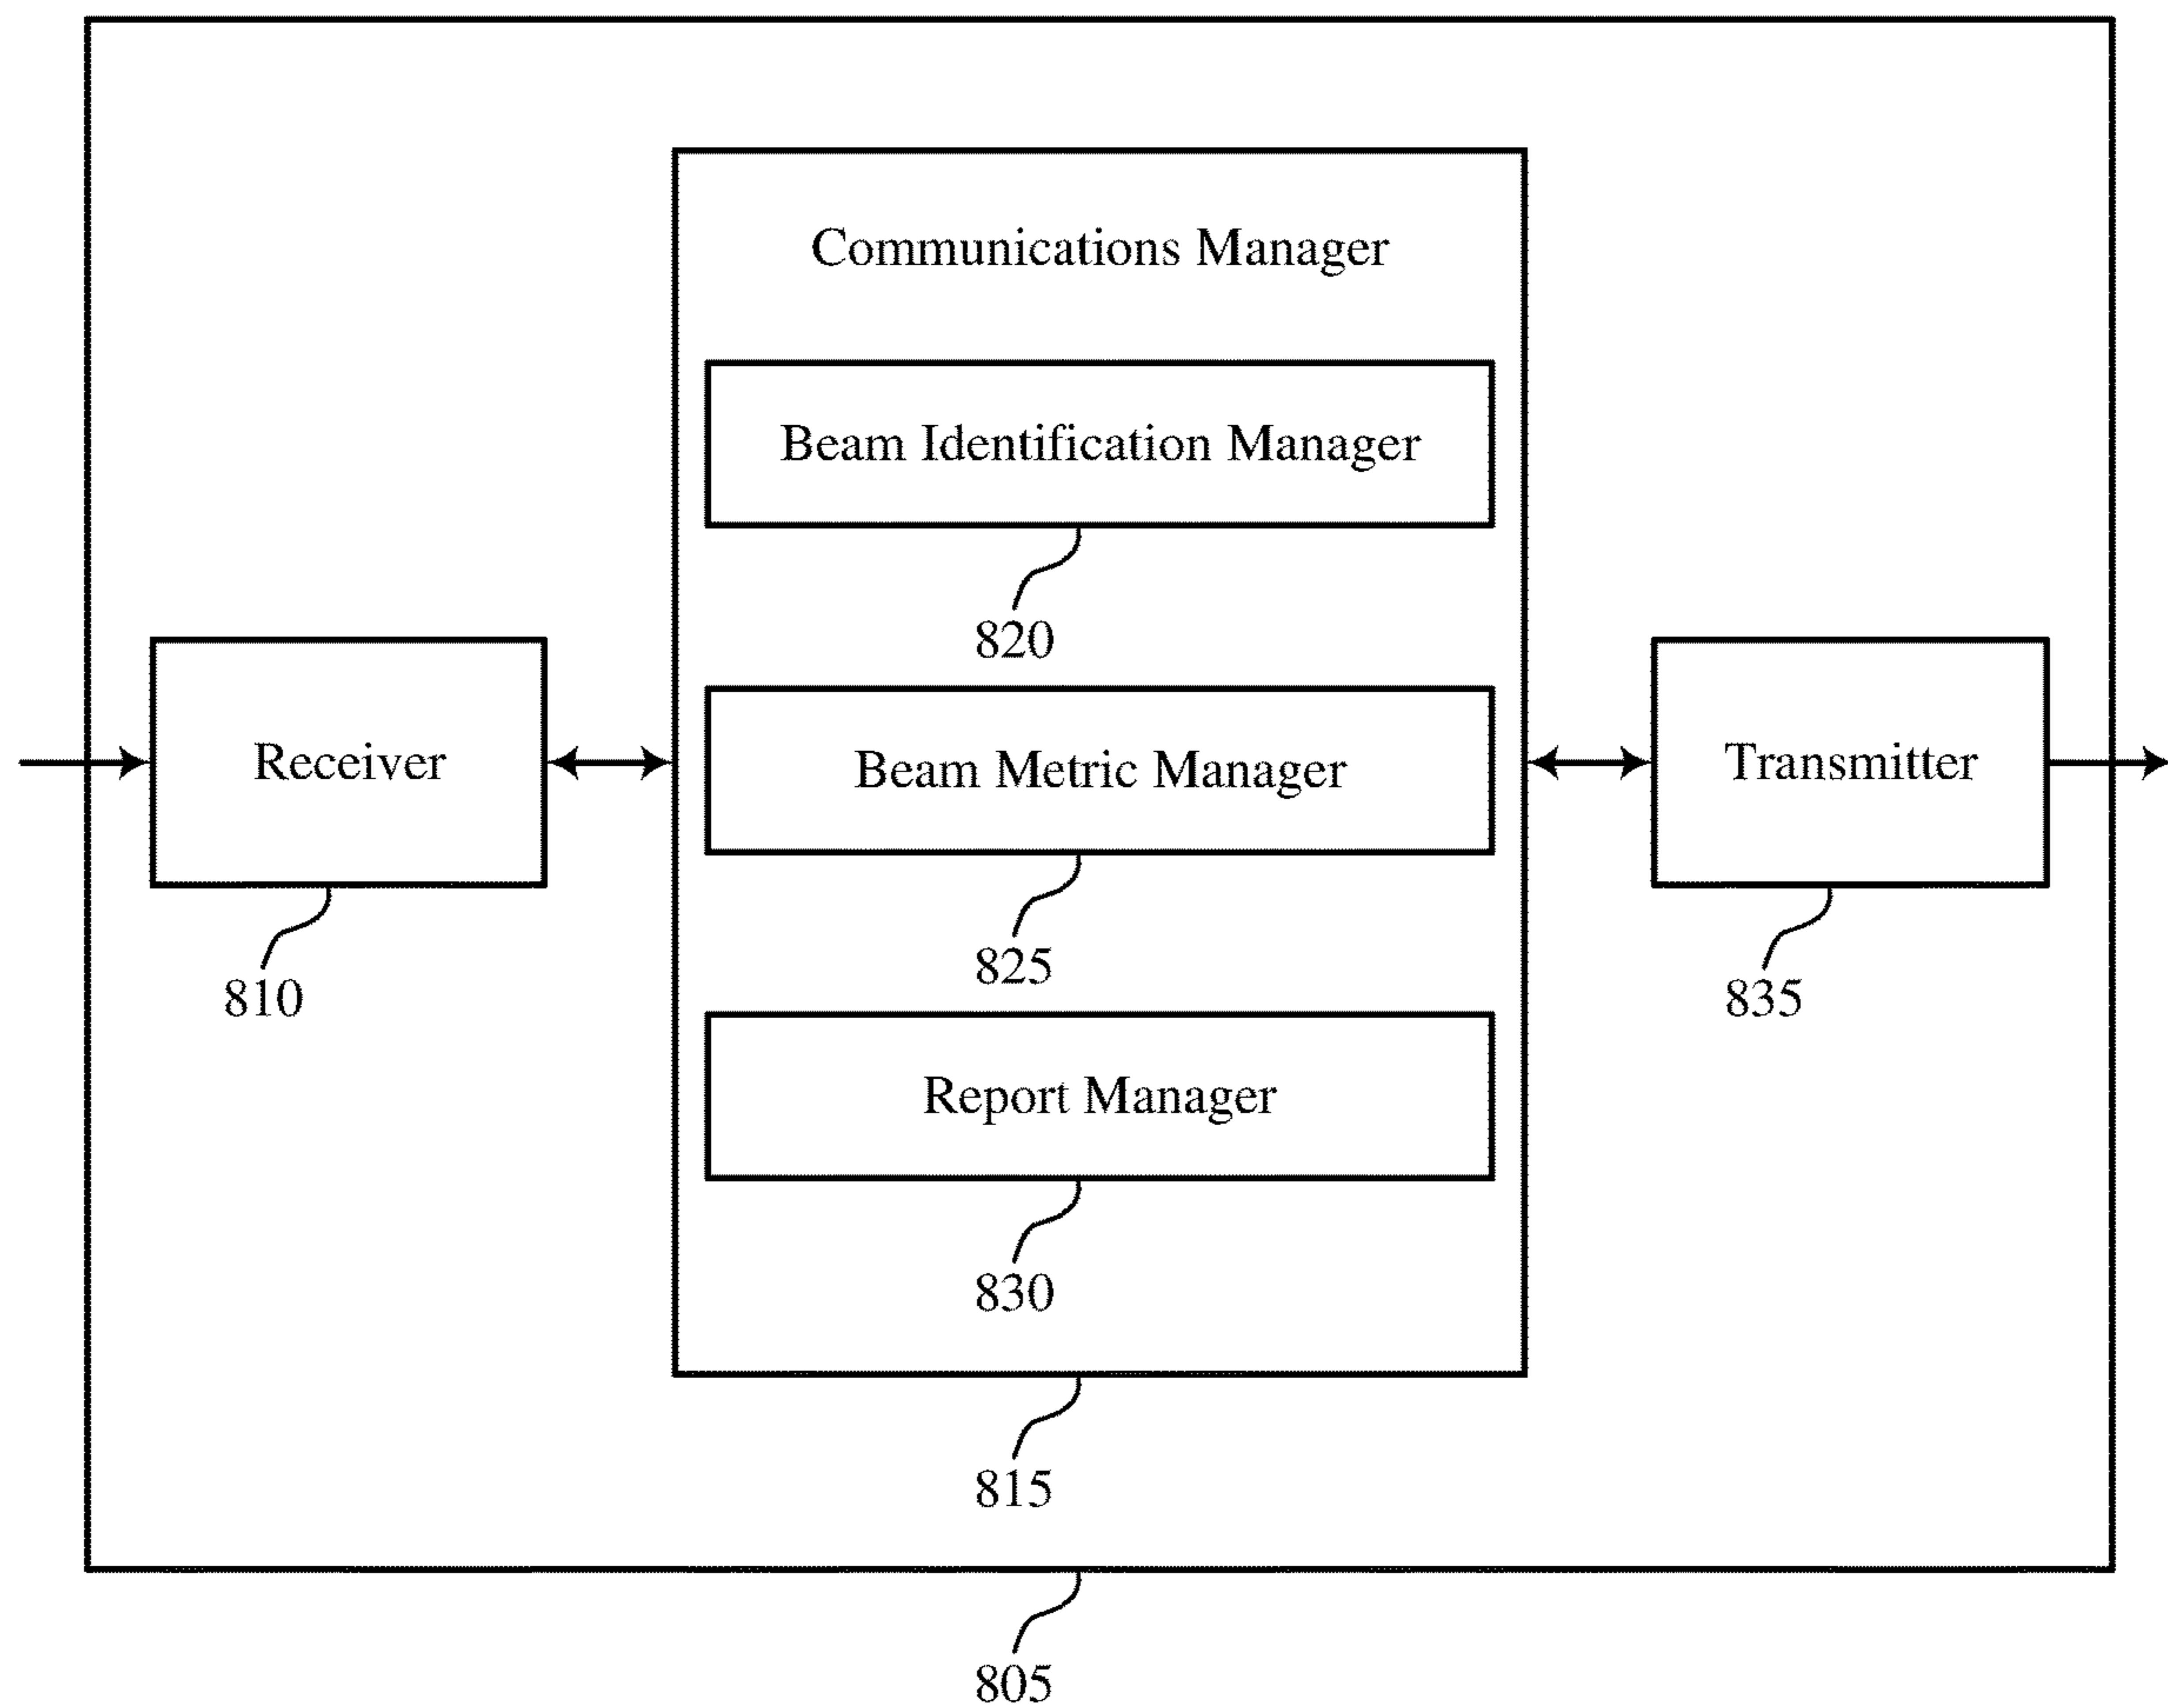 Communications Manager
Beam Identification Manager
820
Receiver
810
Beam Metric Manager
825
Transmitter
835
Report Manager
830
815
805